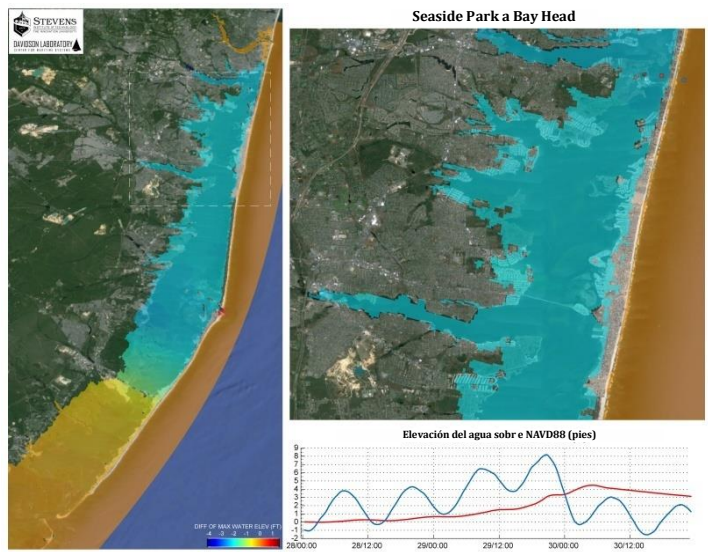 STEVENS
DAVIDSON LABORATORY
Seaside Park a Bay Head
DIFF OF MAX WATER ELEV (FT)
-4 -3 -2 -1 0 1
Elevación del agua sobr e NAVD88 (pies)
9
8
7
6
5
4
3
2
1
0
-1
-2
28/00:00 28/12:00 29/00:00 29/12:00 30/00:00 30/12:00